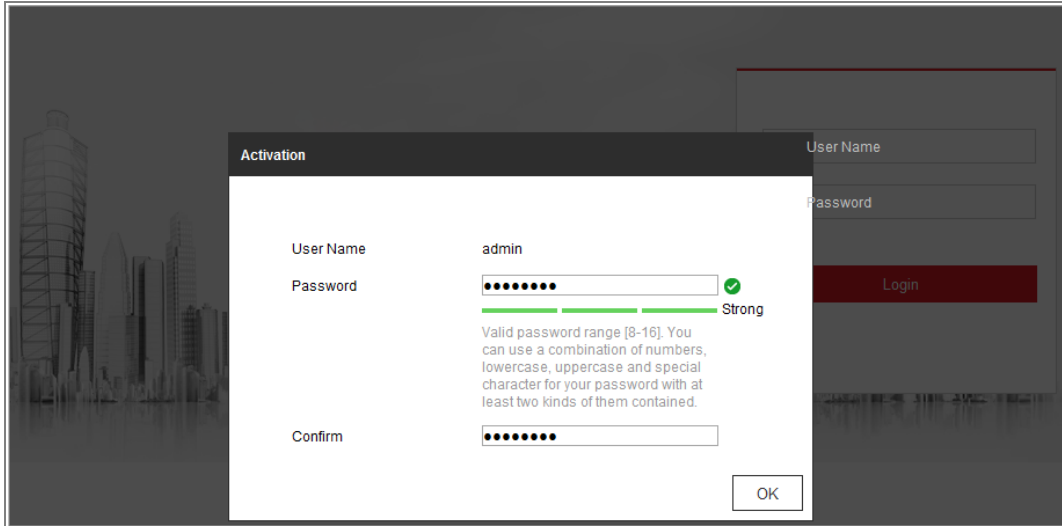 Activation
User Name
Password
Login
User Name admin
Password ●●●●●●●●
Strong
Valid password range [8-16]. You
can use a combination of numbers,
lowercase, uppercase and special
character for your password with at
least two kinds of them contained.
Confirm ●●●●●●●●
OK